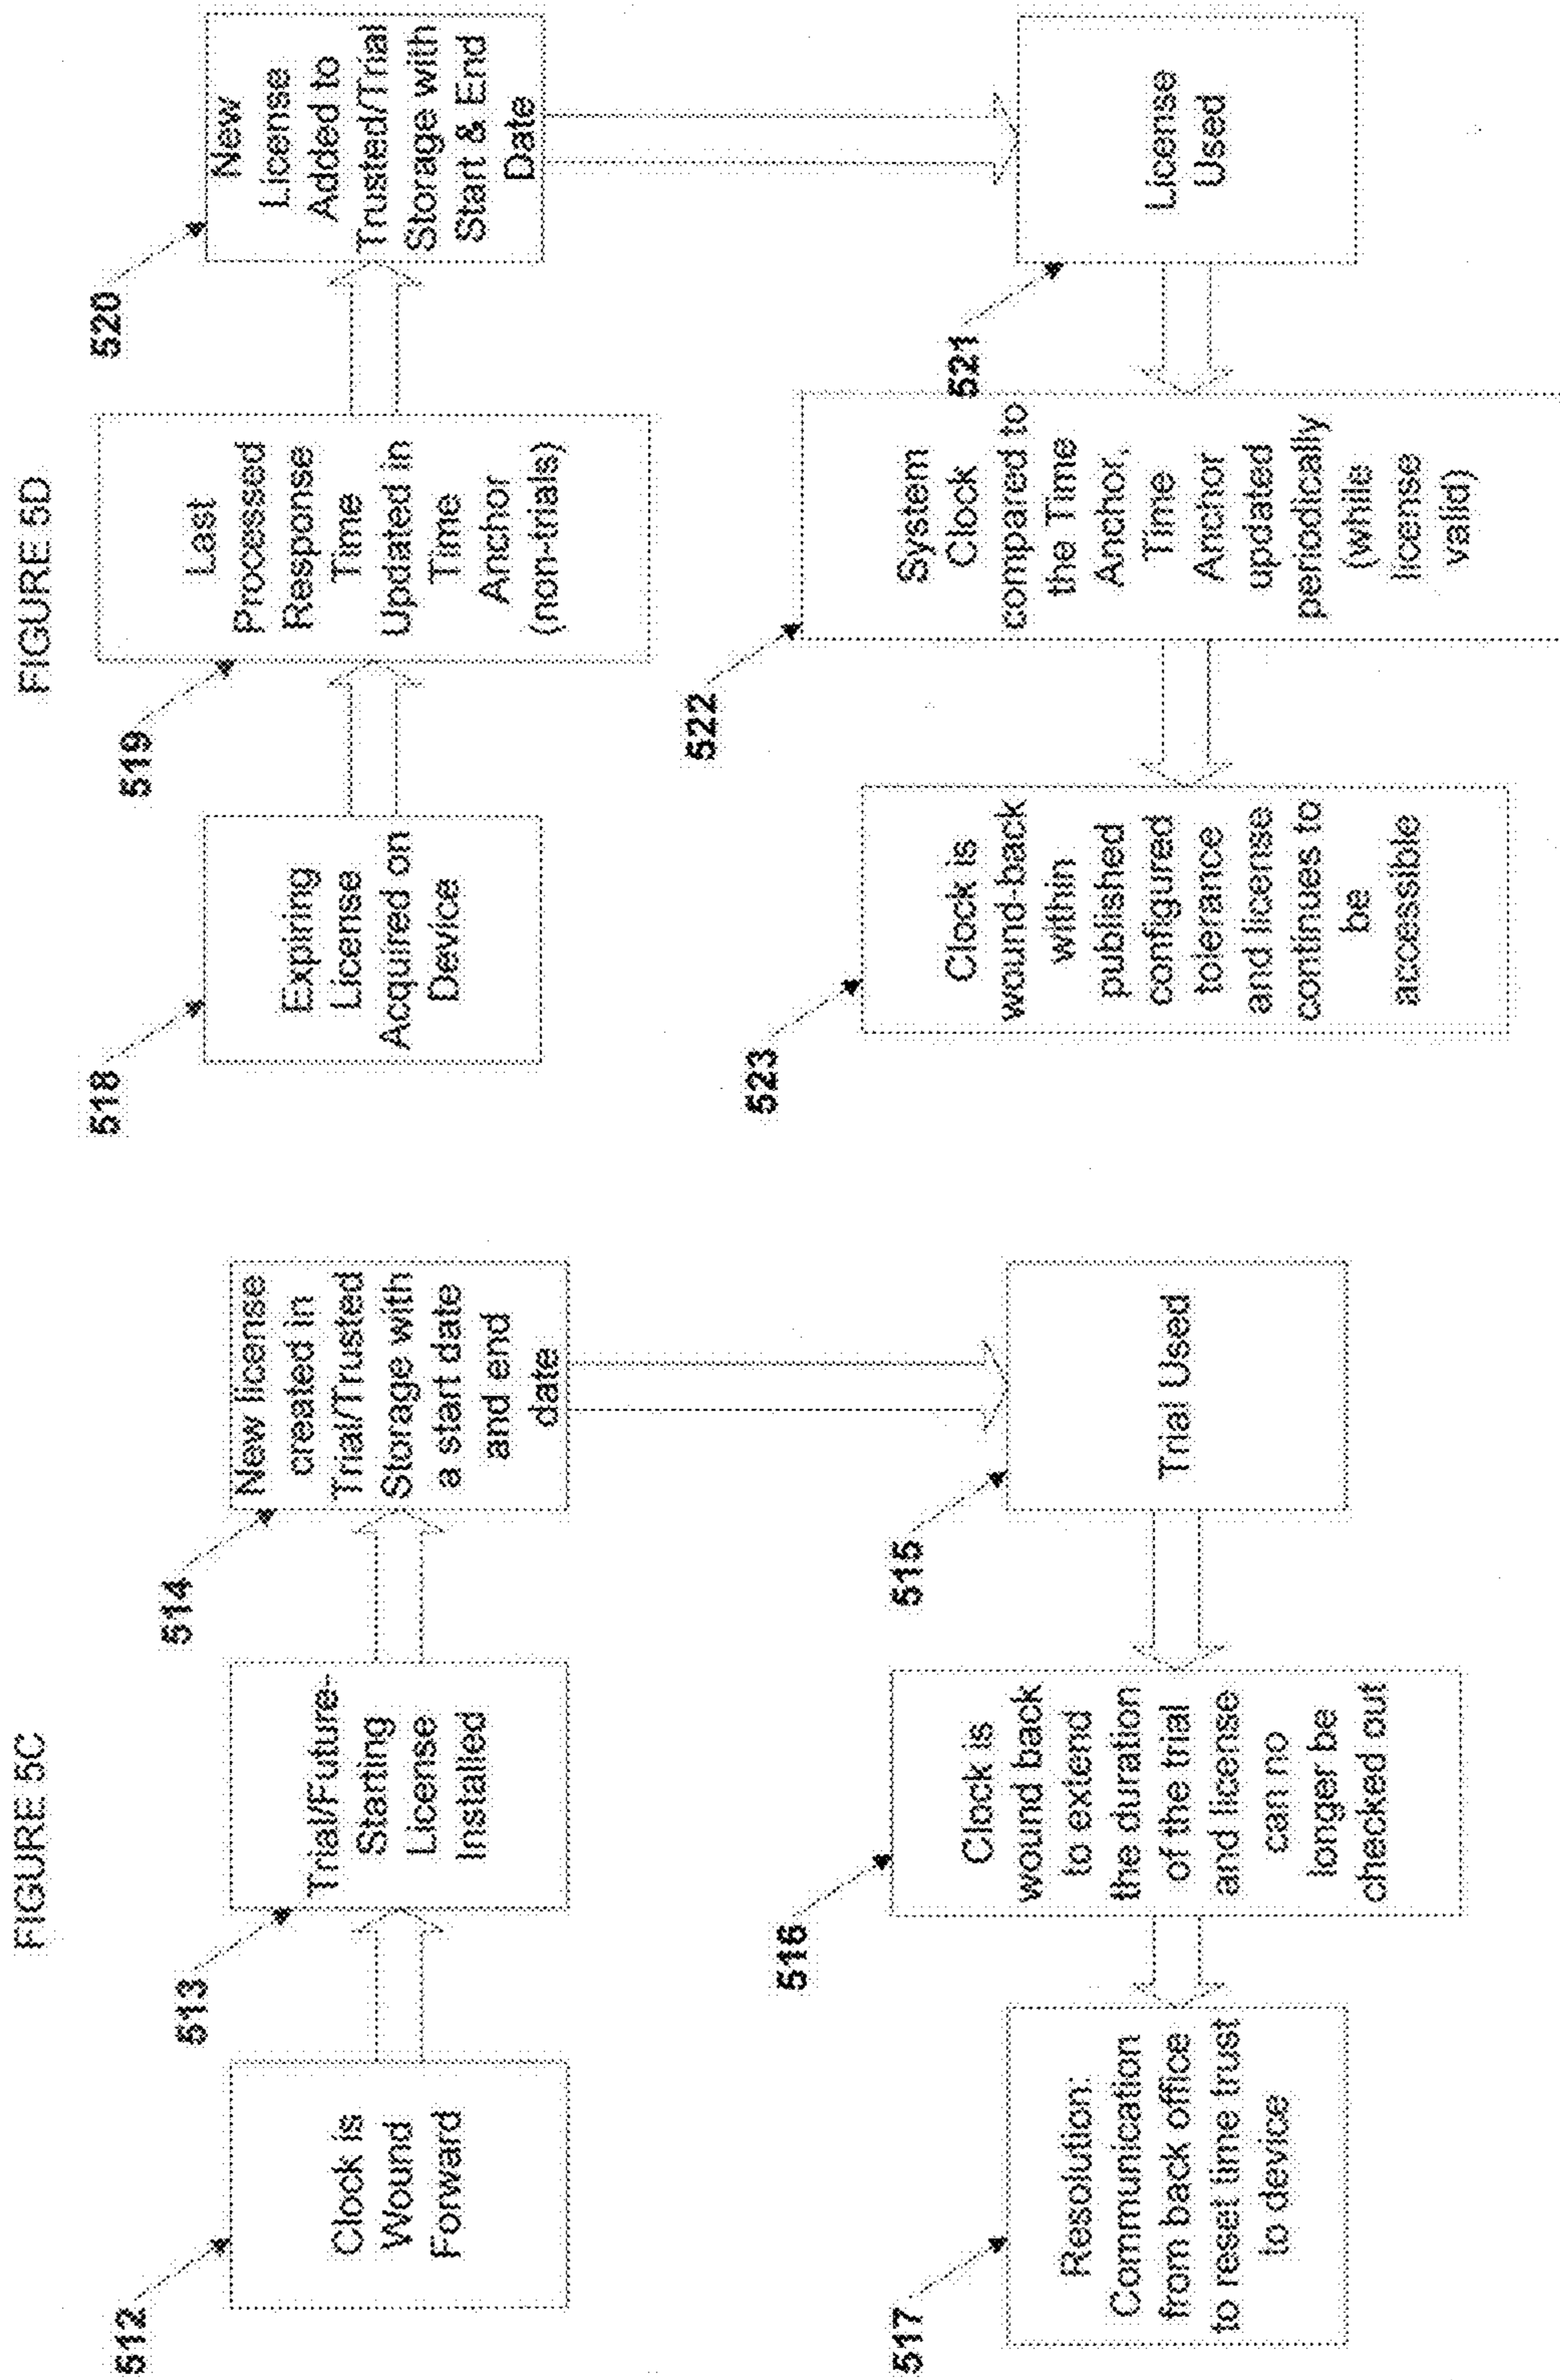 FIGURE 5C
512
Clock is
Wound
Forward
513
Trial/Future-
Starting
License
Installed
514
New license
created in
Trial/Trusted
Storage with
a start date
and end
date
515
Trial Used
516
Clock is
wound back
to extend
the duration
of the trial
and license
can no
longer be
checked out
517
Resolution:
Communication
from back office
to reset time trust
to device
FIGURE 5D
518
Expiring
License
Acquired on
Device
519
Last
Processed
Response
Time
Updated in
Time
Anchor
(non-trials)
520
New
License
Added to
Trusted/Trial
Storage with
Start & End
Date
521
License
Used
522
System
Clock
compared to
the Time
Anchor,
Time
Anchor
updated
periodically
(while
license
valid)
523
Clock is
wound-back
within
published
configured
tolerance
and license
continues to
be
accessible